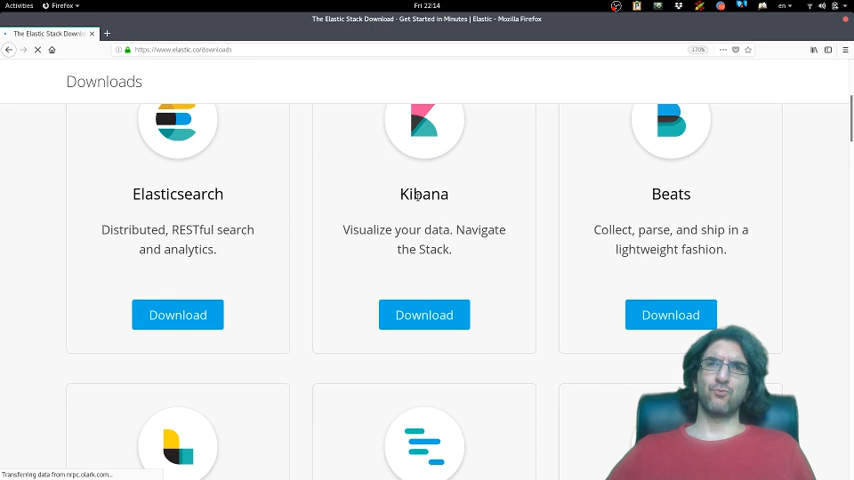 Activities
Firefox
Fri 22:14
en
The Elastic Stack Download - Get Started in Minutes | Elastic - Mozilla Firefox
The Elastic Stack Downl
https://www.elastic.co/downloads
170%
Downloads
Elasticsearch
Kibana
Beats
Distributed, RESTful search
and analytics.
Visualize your data. Navigate
the Stack.
Collect, parse, and ship in a
lightweight fashion.
Download
Download
Download
Transferring data from nrpc.olark.com...